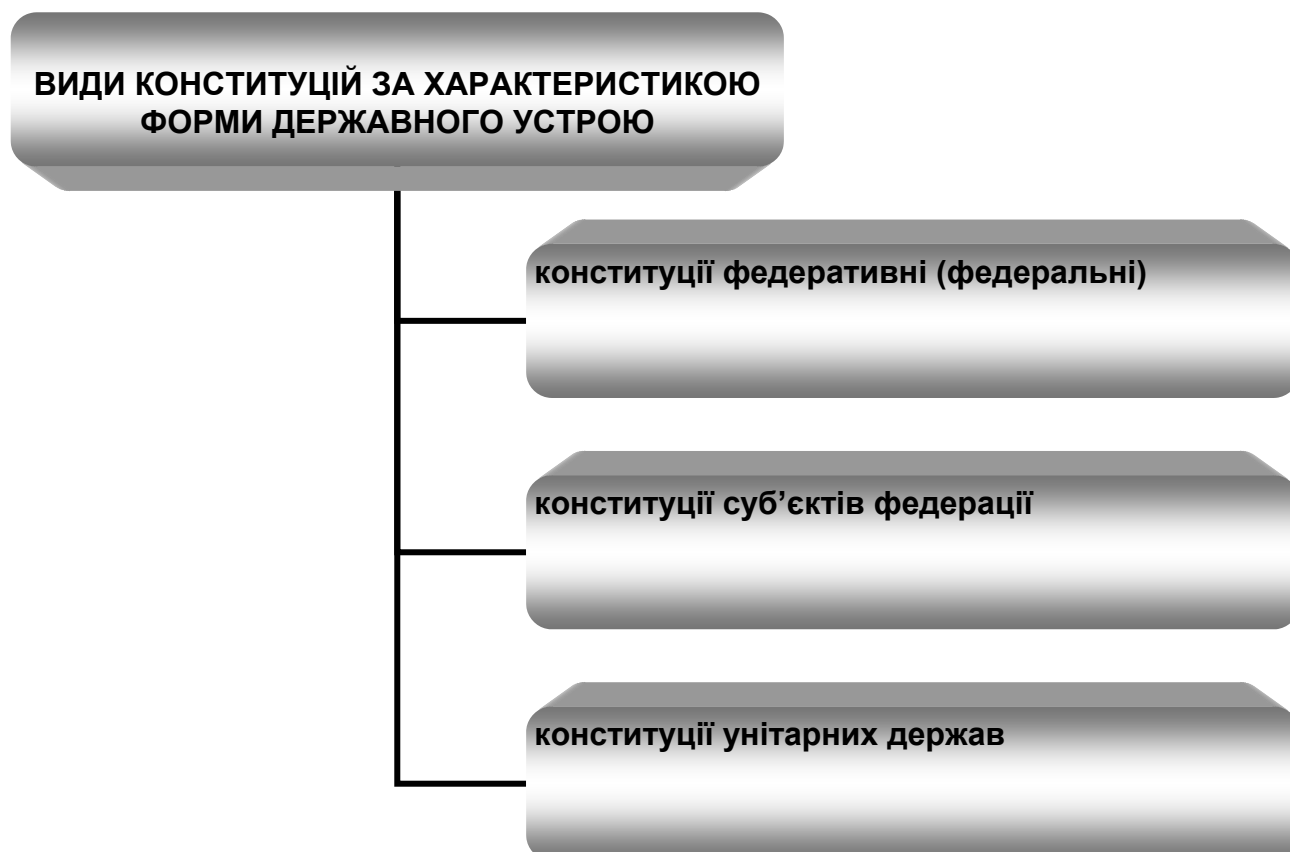 ВИДИ КОНСТИТУЦІЙ ЗА ХАРАКТЕРИСТИКОЮ
ФОРМИ ДЕРЖАВНОГО УСТРОЮ
конституції федеративні (федеральні)
конституції суб’єктів федерації
конституції унітарних держав